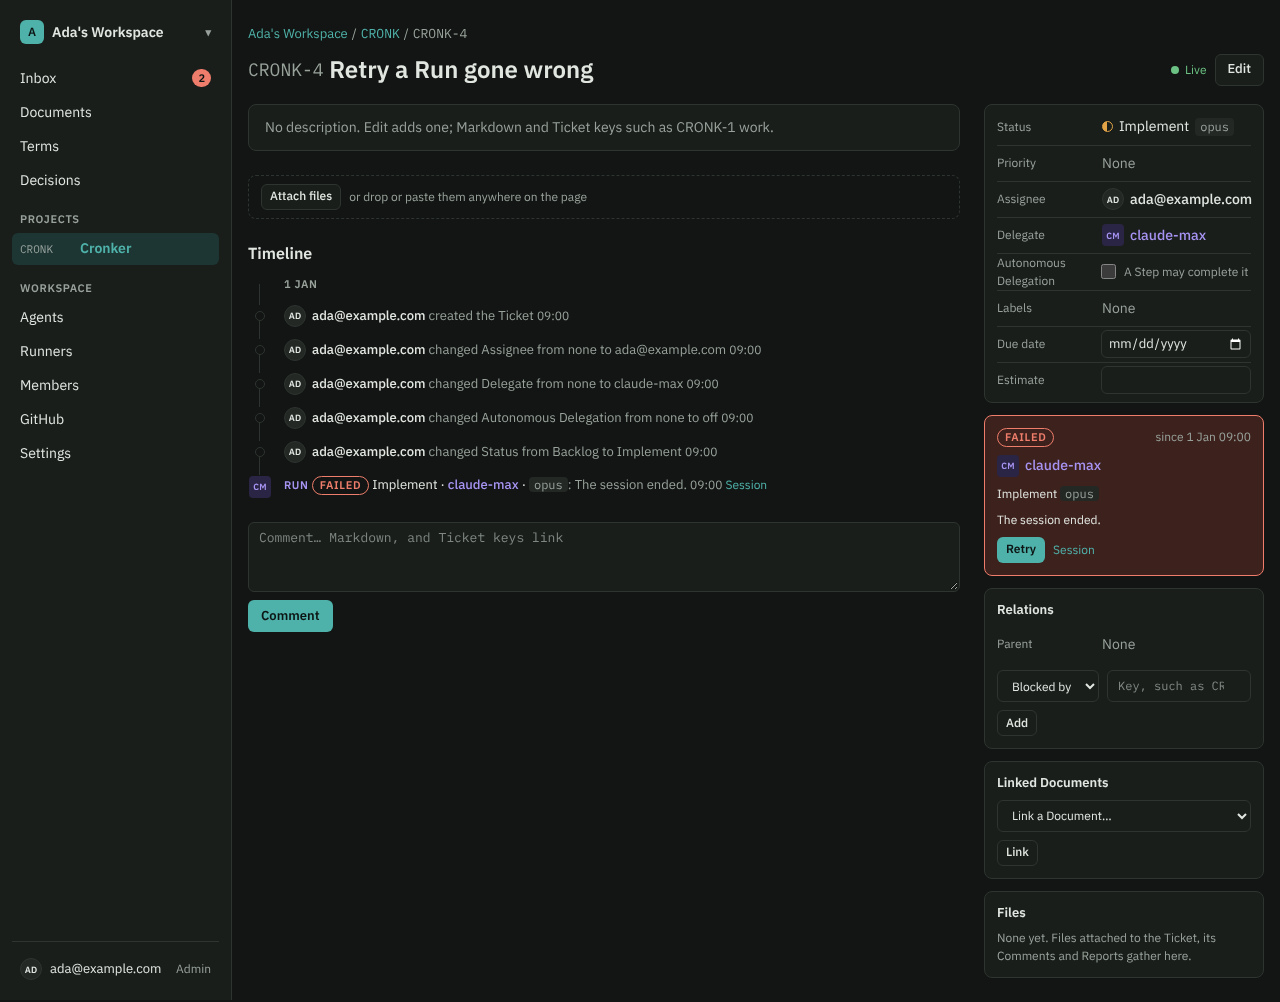 A Ada's Workspace ▾
Inbox 2
Documents
Terms
Decisions
PROJECTS
CRONK Cronker
WORKSPACE
Agents
Runners
Members
GitHub
Settings
AD ada@example.com Admin
Ada's Workspace / CRONK / CRONK-4
CRONK-4 Retry a Run gone wrong
Live Edit
No description. Edit adds one; Markdown and Ticket keys such as CRONK-1 work.
Attach files or drop or paste them anywhere on the page
Timeline
1 JAN
AD ada@example.com created the Ticket 09:00
AD ada@example.com changed Assignee from none to ada@example.com 09:00
AD ada@example.com changed Delegate from none to claude-max 09:00
AD ada@example.com changed Autonomous Delegation from none to off 09:00
AD ada@example.com changed Status from Backlog to Implement 09:00
CM RUN FAILED Implement · claude-max · opus: The session ended. 09:00 Session
Comment… Markdown, and Ticket keys link
Comment
Status Implement opus
Priority None
Assignee AD ada@example.com
Delegate CM claude-max
Autonomous
Delegation A Step may complete it
Labels None
Due date mm/dd/yyyy
Estimate
FAILED since 1 Jan 09:00
CM claude-max
Implement opus
The session ended.
Retry Session
Relations
Parent None
Blocked by Key, such as CR
Add
Linked Documents
Link a Document…
Link
Files
None yet. Files attached to the Ticket, its
Comments and Reports gather here.